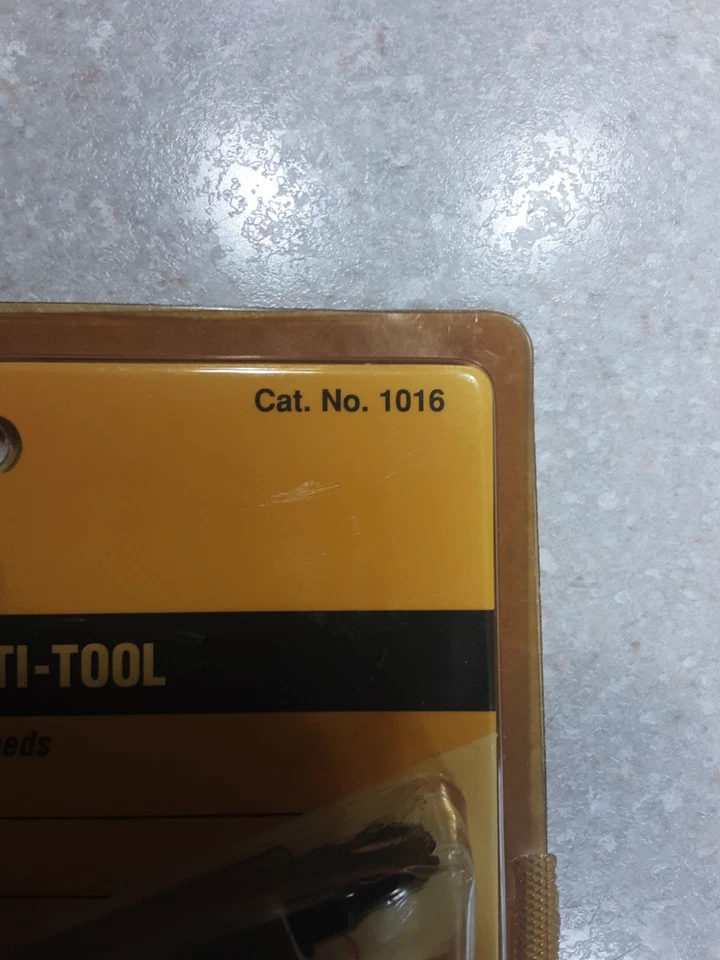 Cat. No. 1016
TI-TOOL
eeds